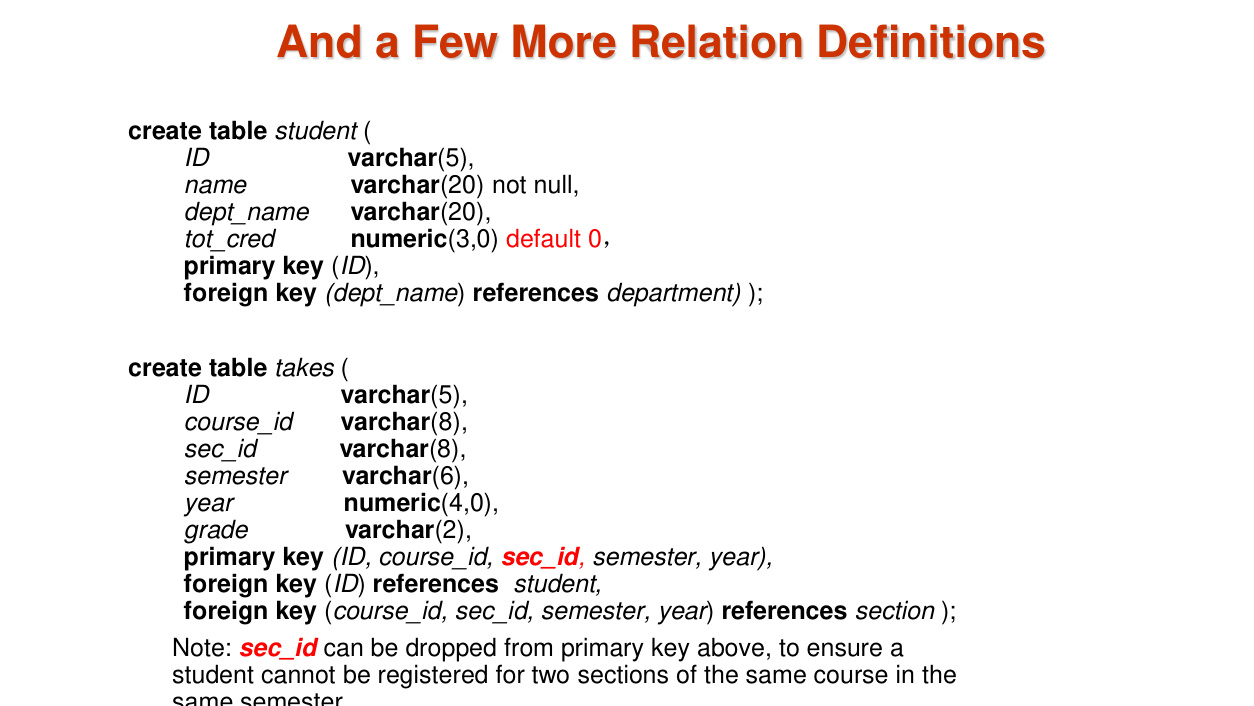 And a Few More Relation Definitions
create table student (
ID varchar(5),
name varchar(20) not null,
dept_name varchar(20),
tot_cred numeric(3,0) default 0，
primary key (ID),
foreign key (dept_name) references department) );
create table takes (
ID varchar(5),
course_id varchar(8),
sec_id varchar(8),
semester varchar(6),
year numeric(4,0),
grade varchar(2),
primary key (ID, course_id, sec_id, semester, year),
foreign key (ID) references student,
foreign key (course_id, sec_id, semester, year) references section );
Note: sec_id can be dropped from primary key above, to ensure a
student cannot be registered for two sections of the same course in the
same semester